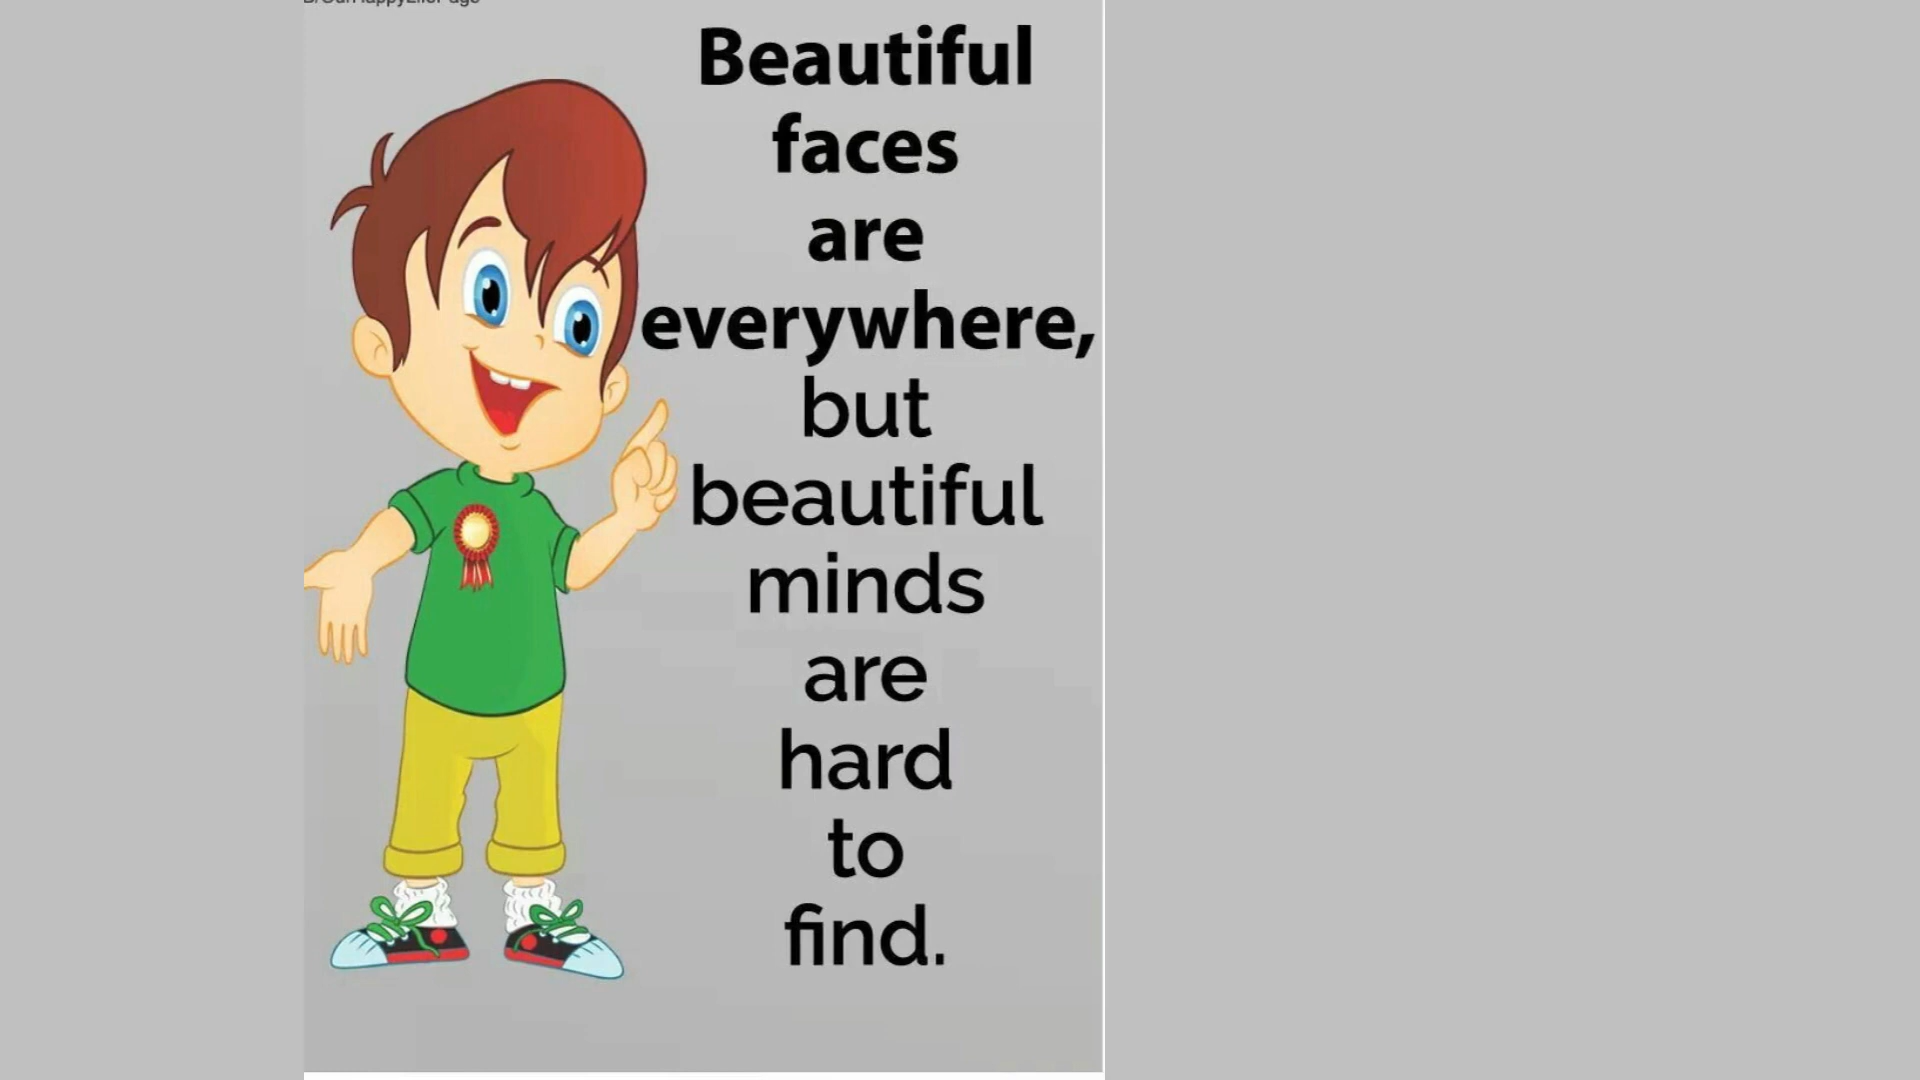 Beautiful
faces
are
everywhere,
but
beautiful
minds
are
hard
to
find.